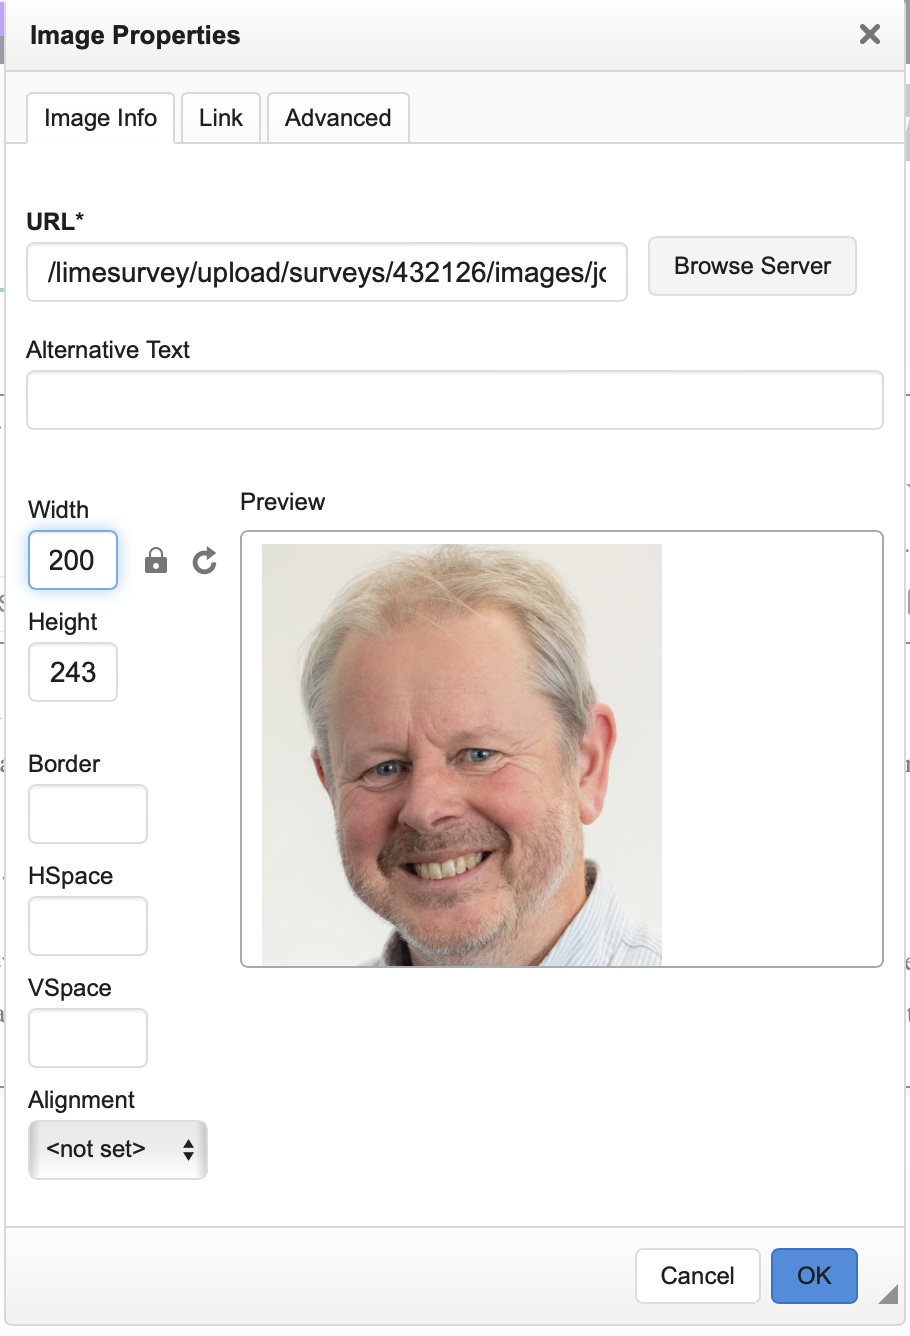 Image Properties
Image Info
Link
Advanced
URL*
/limesurvey/upload/surveys/432126/images/jc
Browse Server
Alternative Text
Width
Preview
200
Height
243
Border
HSpace
VSpace
Alignment
<not set>
Cancel
OK